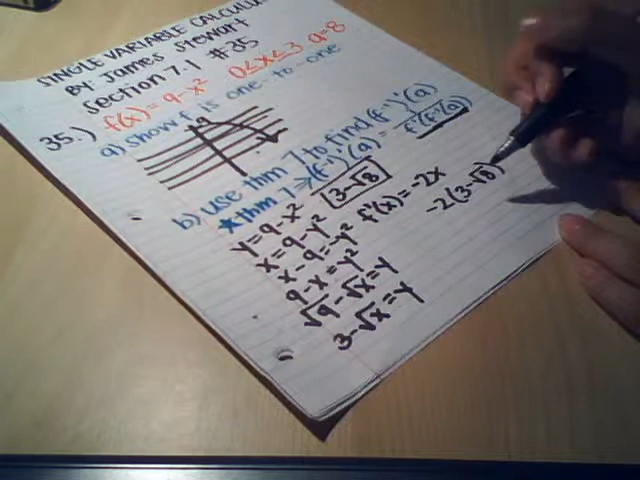 SINGLE VARIABLE CALCULU
By James Stewart
Section 7.1 #35
35.) f(x) = 9-x² 0≤x≤3 a=8
a) show f is one-to-one
9
b) use thm 7 to find (f⁻¹)'(a)
*thm 7 => (f⁻¹)'(a) = 1/f'(f⁻¹(a))
y=9-x² 3-√8
x=9-y² f'(x) = -2x
x-9=-y² -2(3-√8)
9-x=y²
√9-√x=y
3-√x=y